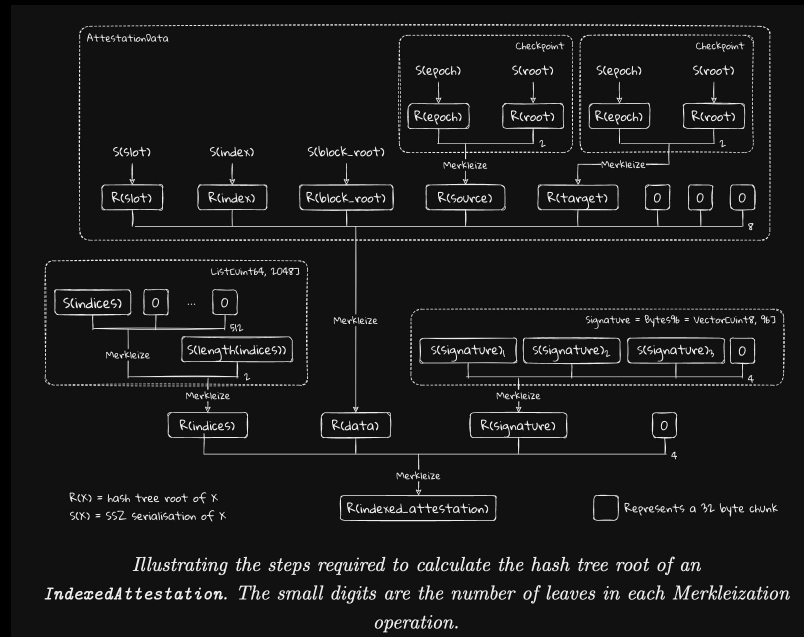 AttestationData
Checkpoint
Checkpoint
S(epoch) S(root) S(epoch) S(root)
R(epoch) R(root) R(epoch) R(root)
2 2
S(slot) S(index) S(block_root) Merkleize Merkleize
R(slot) R(index) R(block_root) R(source) R(target) 0 0 0
8
List[uint64, 2048]
S(indices) 0 ... 0
512
Merkleize
S(length(indices))
2
Merkleize
Merkleize
Signature = Bytes96 = Vector[uint8, 96]
S(signature)₁ S(signature)₂ S(signature)₃ 0
4
Merkleize
R(indices) R(data) R(signature) 0
4
Merkleize
R(indexed_attestation)
R(X) = hash tree root of X
S(X) = SSZ serialisation of X
Represents a 32 byte chunk
Illustrating the steps required to calculate the hash tree root of an
IndexedAttestation. The small digits are the number of leaves in each Merkleization
operation.